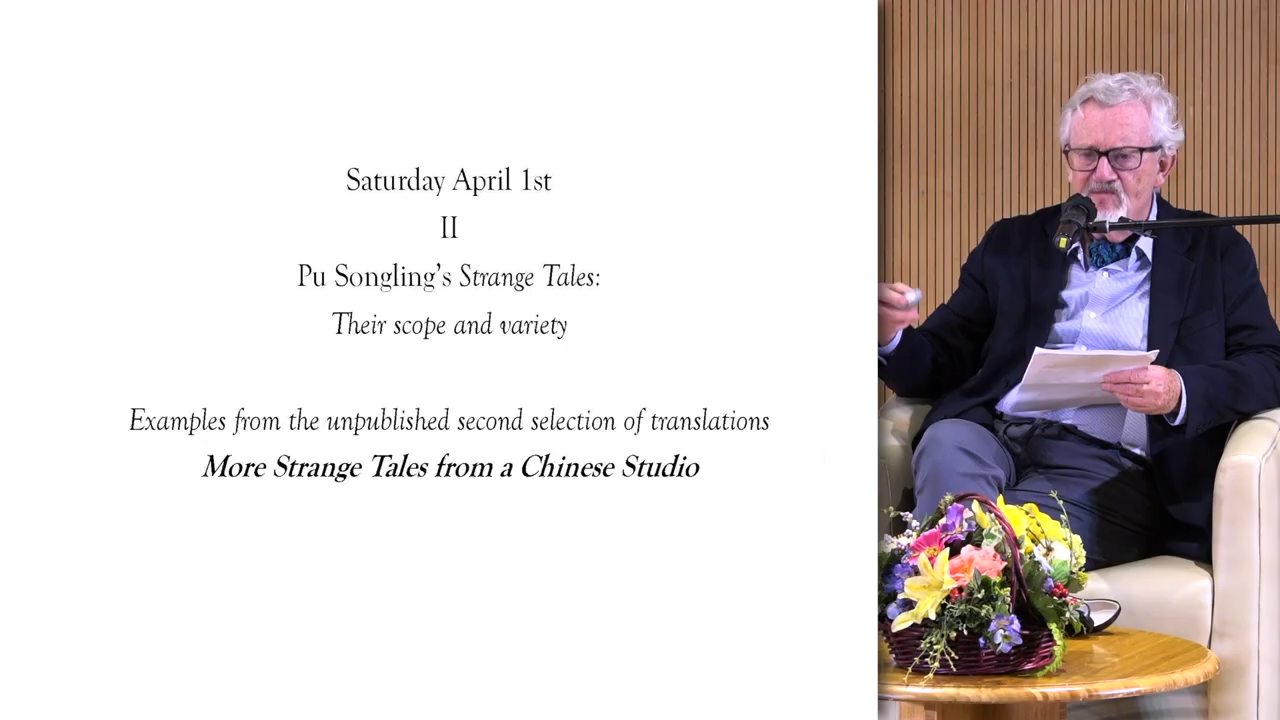 Saturday April 1st
II
Pu Songling's Strange Tales:
Their scope and variety
Examples from the unpublished second selection of translations
More Strange Tales from a Chinese Studio